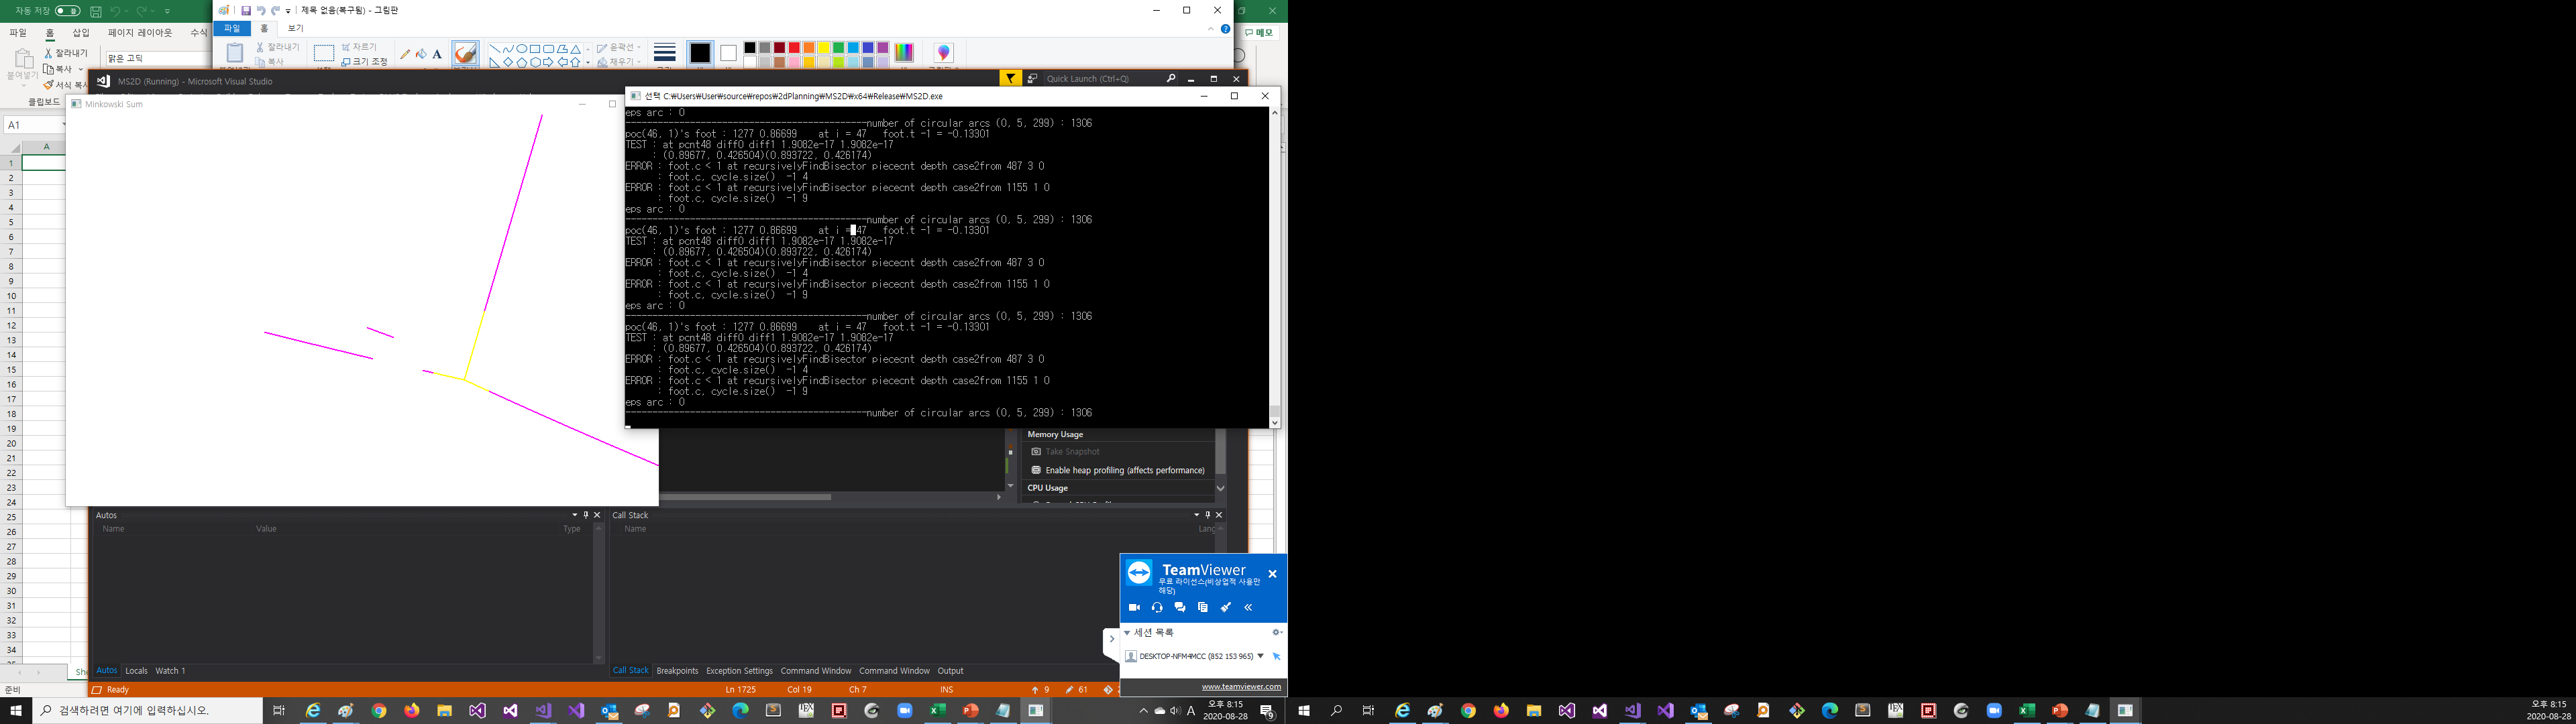 자동 저장
제목 없음(복구됨) - 그림판
파일 홈 삽입 페이지 레이아웃 수식
파일 홈 보기
메모
잘라내기
복사
서식 복사
붙여넣기
클립보드
맑은 고딕
잘라내기
복사
자르기
크기 조정
윤곽선
채우기
A1
A
MS2D (Running) - Microsoft Visual Studio
Quick Launch (Ctrl+Q)
Minkowski Sum
선택 C:₩Users₩User₩source₩repos₩2dPlanning₩MS2D₩x64₩Release₩MS2D.exe
eps arc : 0
---------------------------------------------number of circular arcs (0, 5, 299) : 1306
poc(46, 1)'s foot : 1277 0.86699 at i = 47 foot.t -1 = -0.13301
TEST : at pcnt48 diff0 diff1 1.9082e-17 1.9082e-17
: (0.89677, 0.426504)(0.893722, 0.426174)
ERROR : foot.c < 1 at recursivelyFindBisector piececnt depth case2from 487 3 0
: foot.c, cycle.size() -1 4
ERROR : foot.c < 1 at recursivelyFindBisector piececnt depth case2from 1155 1 0
: foot.c, cycle.size() -1 9
eps arc : 0
---------------------------------------------number of circular arcs (0, 5, 299) : 1306
poc(46, 1)'s foot : 1277 0.86699 at i = 47 foot.t -1 = -0.13301
TEST : at pcnt48 diff0 diff1 1.9082e-17 1.9082e-17
: (0.89677, 0.426504)(0.893722, 0.426174)
ERROR : foot.c < 1 at recursivelyFindBisector piececnt depth case2from 487 3 0
: foot.c, cycle.size() -1 4
ERROR : foot.c < 1 at recursivelyFindBisector piececnt depth case2from 1155 1 0
: foot.c, cycle.size() -1 9
eps arc : 0
---------------------------------------------number of circular arcs (0, 5, 299) : 1306
poc(46, 1)'s foot : 1277 0.86699 at i = 47 foot.t -1 = -0.13301
TEST : at pcnt48 diff0 diff1 1.9082e-17 1.9082e-17
: (0.89677, 0.426504)(0.893722, 0.426174)
ERROR : foot.c < 1 at recursivelyFindBisector piececnt depth case2from 487 3 0
: foot.c, cycle.size() -1 4
ERROR : foot.c < 1 at recursivelyFindBisector piececnt depth case2from 1155 1 0
: foot.c, cycle.size() -1 9
eps arc : 0
---------------------------------------------number of circular arcs (0, 5, 299) : 1306
1
2
3
4
5
6
7
8
9
10
11
12
13
14
15
16
17
18
19
20
21
22
23
24
25
26
27
28
29
30
31
32
33
34
Memory Usage
Take Snapshot
Enable heap profiling (affects performance)
CPU Usage
Autos
Name Value Type
Call Stack
Name Lang
Autos Locals Watch 1
Call Stack Breakpoints Exception Settings Command Window Command Window Output
TeamViewer
무료 라이선스(비상업적 사용만
해당)
세션 목록
DESKTOP-NFM4MCC (852 153 965)
www.teamviewer.com
준비
Ready Ln 1725 Col 19 Ch 7 INS 9 61
검색하려면 여기에 입력하십시오.
A
오후 8:15
2020-08-28
9
오후 8:15
2020-08-28